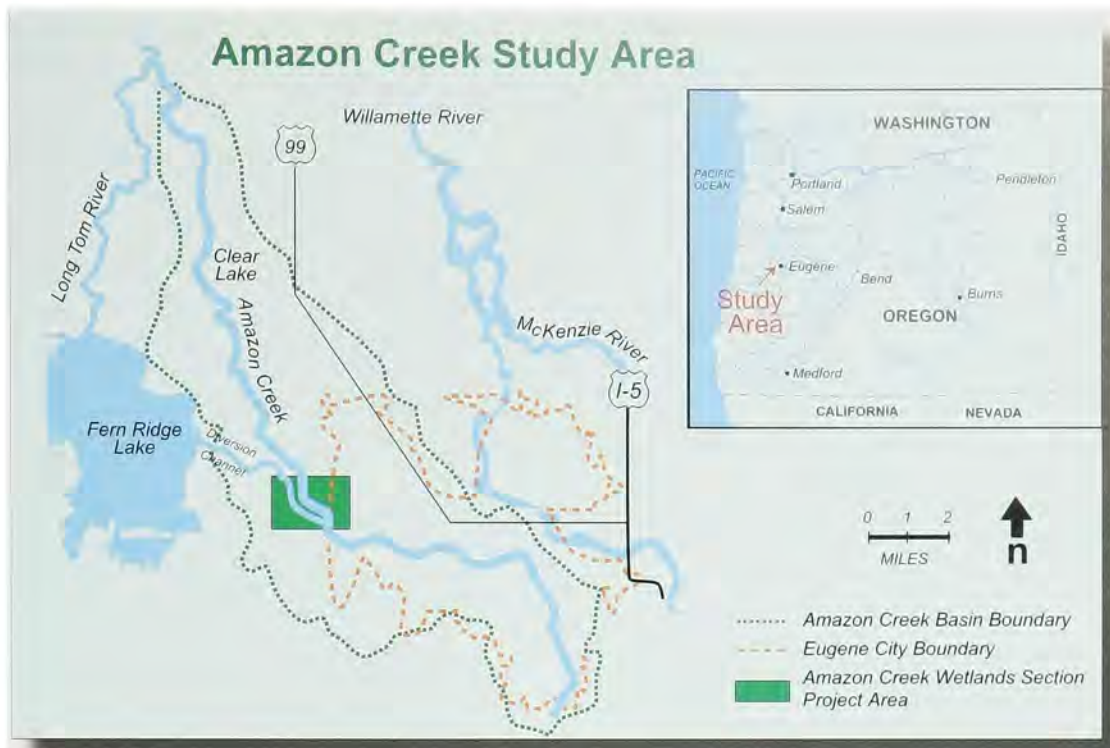 Amazon Creek Study Area
Willamette River
99
Long Tom River
Clear
Lake
Amazon Creek
McKenzie River
I-5
Fern Ridge
Lake
Diversion
Channel
WASHINGTON
PACIFIC
OCEAN
Portland
Pendleton
Salem
IDAHO
Eugene
Bend
Study
Area
Burns
OREGON
Medford
CALIFORNIA
NEVADA
0 1 2
MILES
n
Amazon Creek Basin Boundary
Eugene City Boundary
Amazon Creek Wetlands Section
Project Area